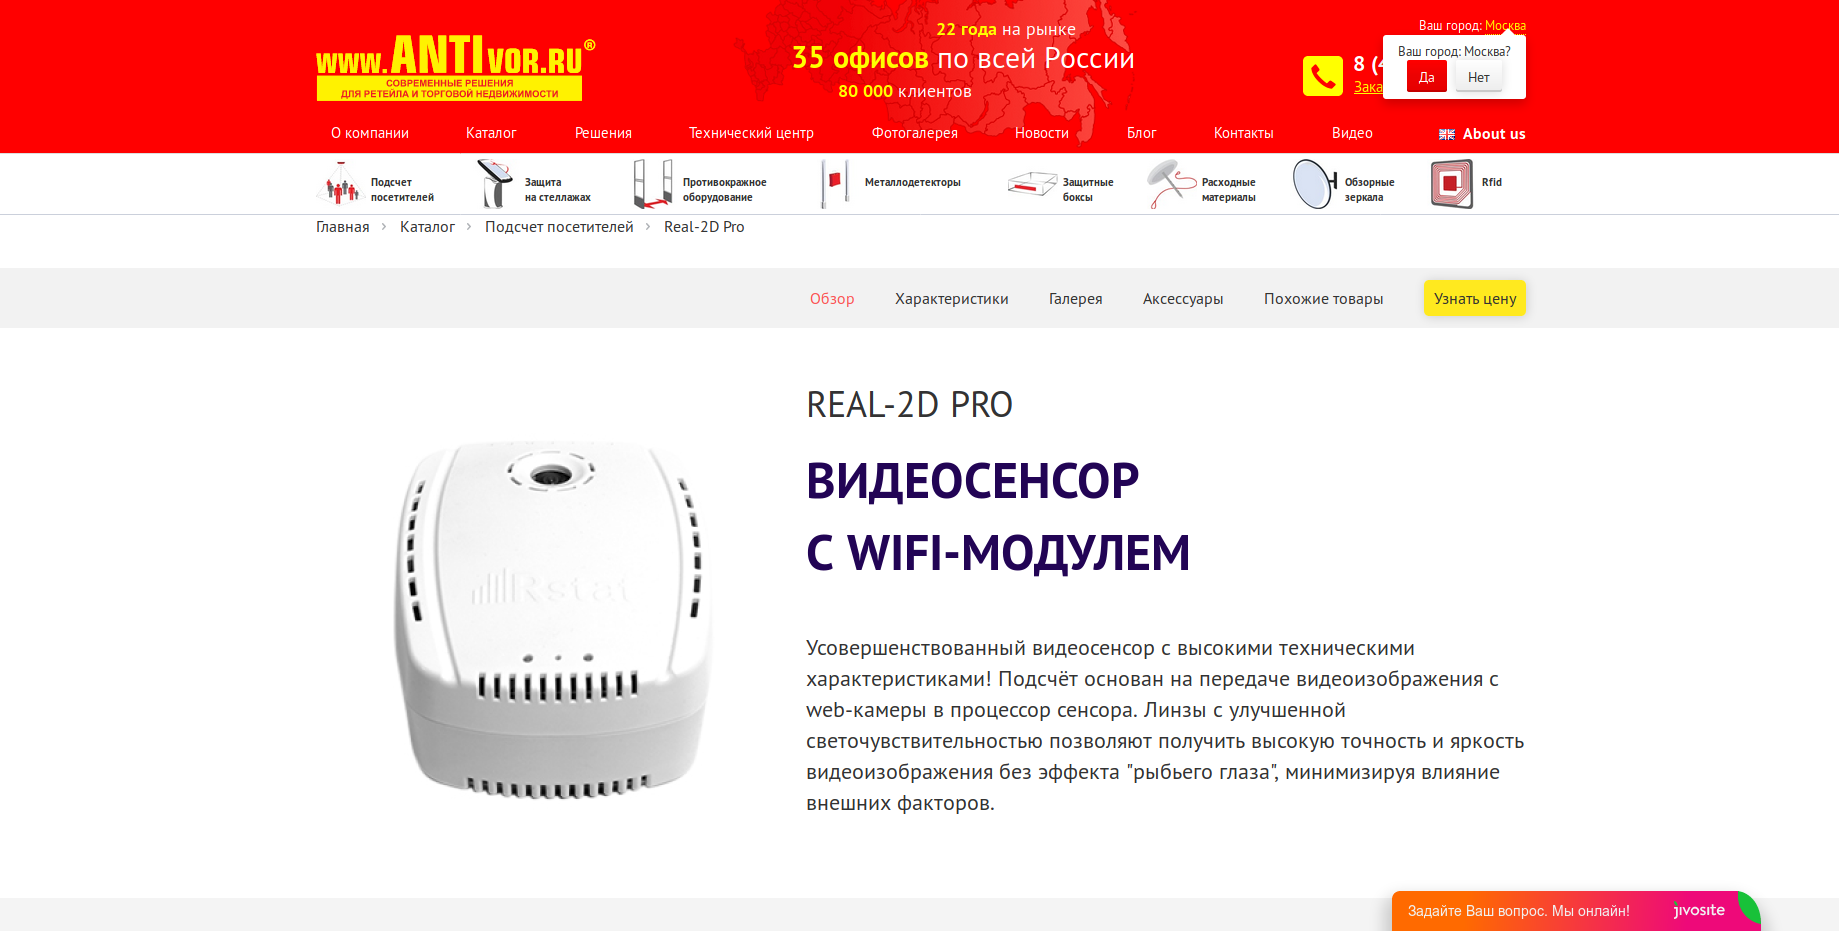 www.ANTIvor.ru®
СОВРЕМЕННЫЕ РЕШЕНИЯ
ДЛЯ РЕТЕЙЛА И ТОРГОВОЙ НЕДВИЖИМОСТИ
22 года на рынке
35 офисов по всей России
80 000 клиентов
Ваш город: Москва
Ваш город: Москва?
Да Нет
8 (4
О компании Каталог Решения Технический центр Фотогалерея Новости Блог Контакты Видео About us
Подсчет
посетителей
Защита
на стеллажах
Противокражное
оборудование
Металлодетекторы
Защитные
боксы
Расходные
материалы
Обзорные
зеркала
Rfid
Главная › Каталог › Подсчет посетителей › Real-2D Pro
Обзор Характеристики Галерея Аксессуары Похожие товары Узнать цену
REAL-2D PRO
ВИДЕОСЕНСОР
С WIFI-МОДУЛЕМ
Rstat
Усовершенствованный видеосенсор с высокими техническими
характеристиками! Подсчёт основан на передаче видеоизображения с
web-камеры в процессор сенсора. Линзы с улучшенной
светочувствительностью позволяют получить высокую точность и яркость
видеоизображения без эффекта "рыбьего глаза", минимизируя влияние
внешних факторов.
Задайте Ваш вопрос. Мы онлайн! jivosite